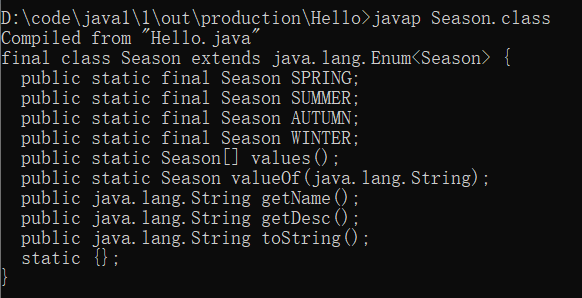 D:\code\java1\l\out\production\Hello>javap Season.class
Compiled from "Hello.java"
final class Season extends java.lang.Enum<Season> {
  public static final Season SPRING;
  public static final Season SUMMER;
  public static final Season AUTUMN;
  public static final Season WINTER;
  public static Season[] values();
  public static Season valueOf(java.lang.String);
  public java.lang.String getName();
  public java.lang.String getDesc();
  public java.lang.String toString();
  static {};
}